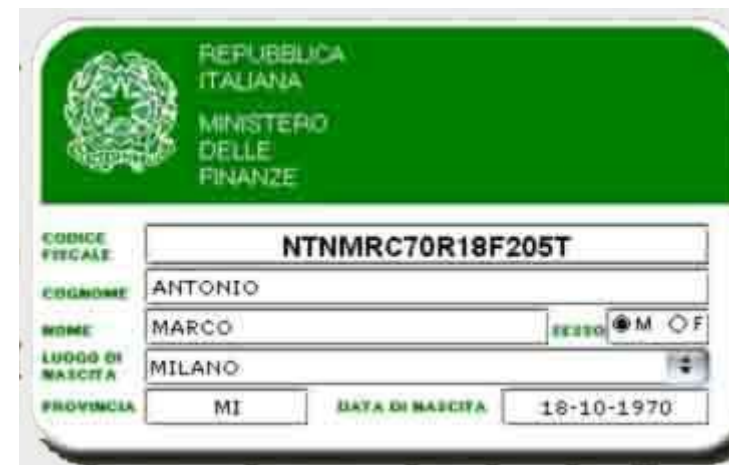 REPUBBLICA
ITALIANA
MINISTERO
DELLE
FINANZE
CODICE FISCALE NTNMRC70R18F205T
COGNOME ANTONIO
NOME MARCO SESSO M F
LUOGO DI NASCITA MILANO
PROVINCIA MI DATA DI NASCITA 18-10-1970